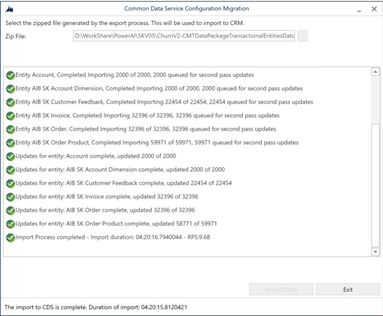 Common Data Service Configuration Migration
Select the zipped file generated by the export process. This will be used to import to CRM.
Zip File: D:\WorkShare\PowerAI\SKV05\ChurnV2-CMTDataPackageTransactionalEntitiesData ...
Entity Account, Completed Importing 2000 of 2000, 2000 queued for second pass updates
Entity AIB SK Account Dimension, Completed Importing 2000 of 2000, 2000 queued for second pass updates
Entity AIB SK Customer Feedback, Completed Importing 22454 of 22454, 22454 queued for second pass updates
Entity AIB SK Invoice, Completed Importing 32396 of 32396, 32396 queued for second pass updates
Entity AIB SK Order, Completed Importing 32396 of 32396, 32396 queued for second pass updates
Entity AIB SK Order Product, Completed Importing 59971 of 59971, 59971 queued for second pass updates
Updates for entity: Account complete, updated 2000 of 2000
Updates for entity: AIB SK Account Dimension complete, updated 2000 of 2000
Updates for entity: AIB SK Customer Feedback complete, updated 22454 of 22454
Updates for entity: AIB SK Invoice complete, updated 32396 of 32396
Updates for entity: AIB SK Order complete, updated 32396 of 32396
Updates for entity: AIB SK Order Product complete, updated 58771 of 59971
Import Process completed - Import duration: 04:20:16.7940044 - RPS:9.68
Import Data Exit
The import to CDS is complete. Duration of import: 04:20:15.8120421